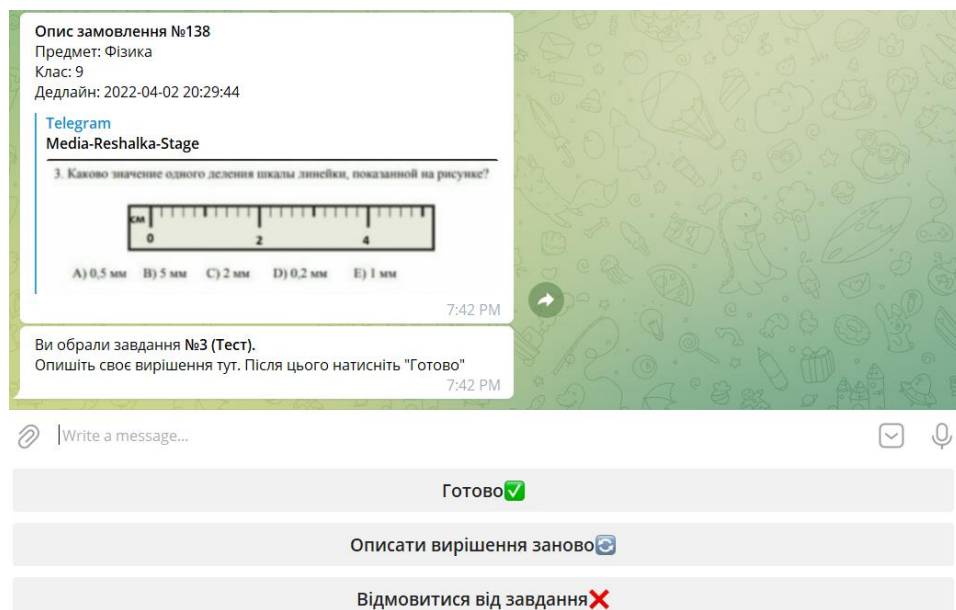 Опис замовлення №138
Предмет: Фізика
Клас: 9
Дедлайн: 2022-04-02 20:29:44
Telegram
Media-Reshalka-Stage
3. Каково значение одного деления шкалы линейки, показанной на рисунке?
см
0 2 4
A) 0,5 мм B) 5 мм C) 2 мм D) 0,2 мм E) 1 мм
7:42 PM
Ви обрали завдання №3 (Тест).
Опишіть своє вирішення тут. Після цього натисніть "Готово"
7:42 PM
Write a message...
Готово✅
Описати вирішення заново🔄
Відмовитися від завдання❌